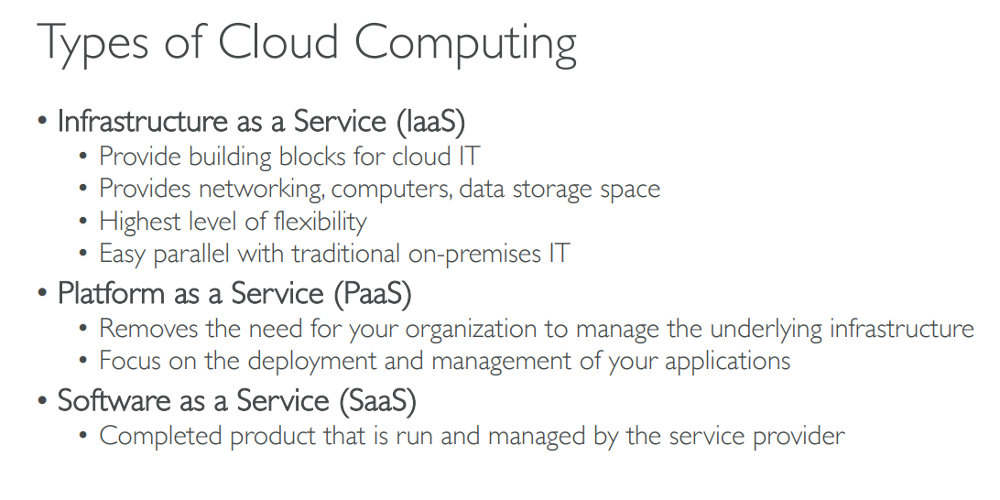 Types of Cloud Computing
• Infrastructure as a Service (IaaS)
• Provide building blocks for cloud IT
• Provides networking, computers, data storage space
• Highest level of flexibility
• Easy parallel with traditional on-premises IT
• Platform as a Service (PaaS)
• Removes the need for your organization to manage the underlying infrastructure
• Focus on the deployment and management of your applications
• Software as a Service (SaaS)
• Completed product that is run and managed by the service provider